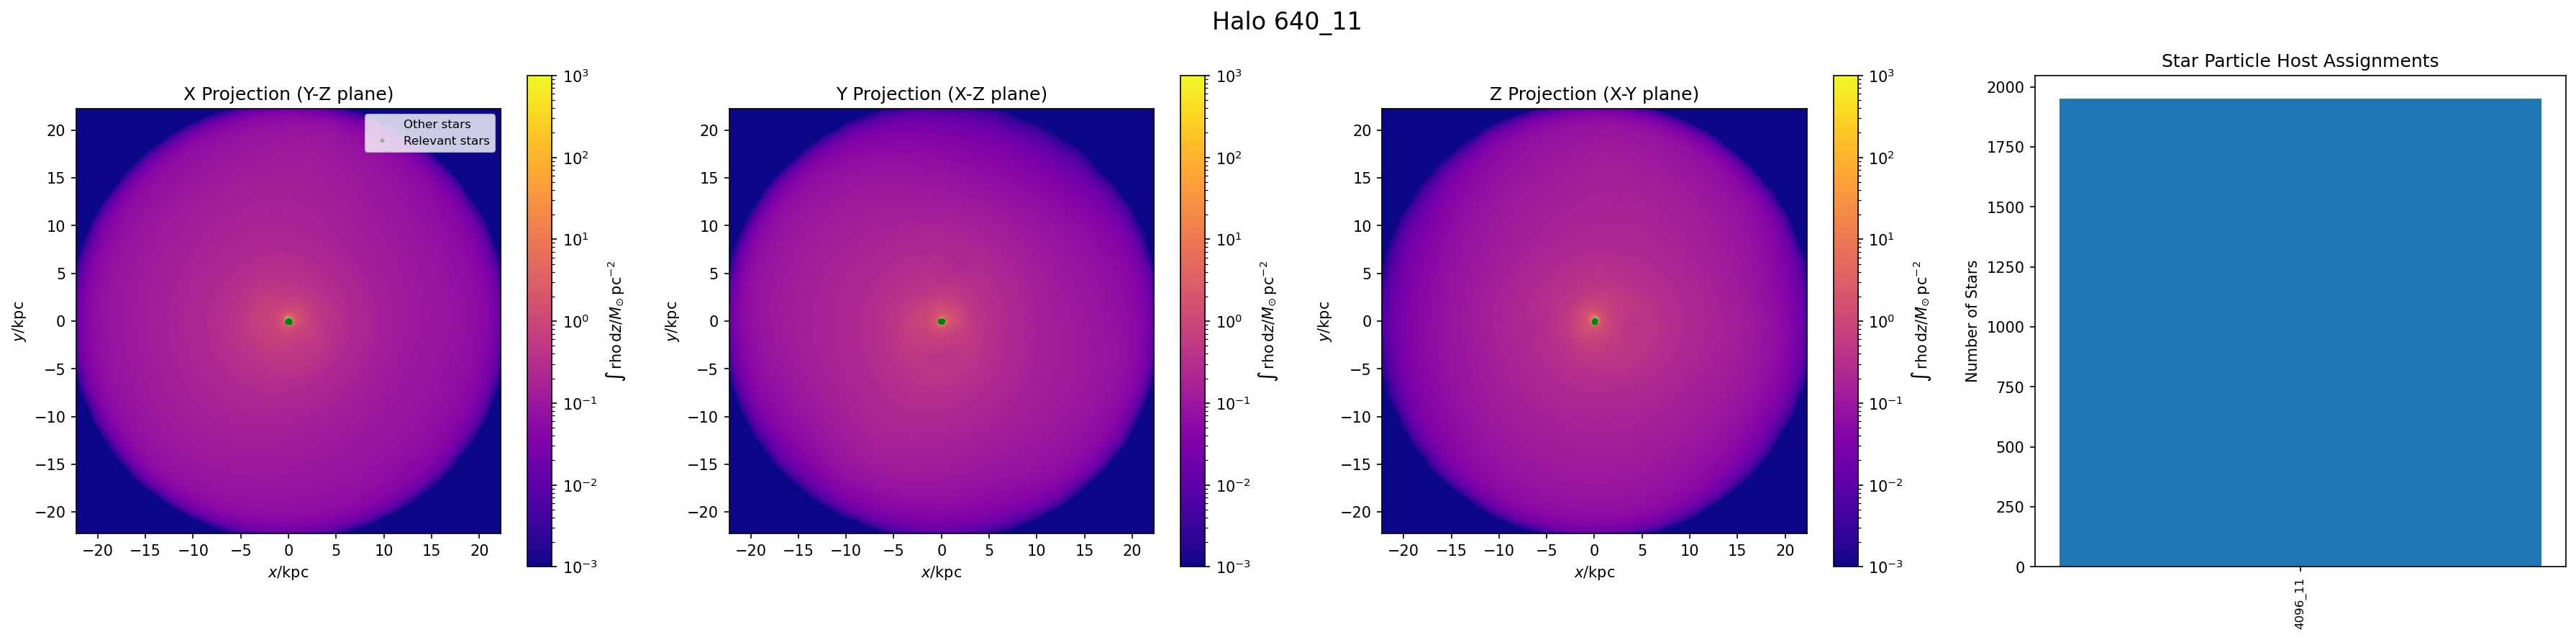 Halo 640_11
X Projection (Y-Z plane)
Other stars
Relevant stars
20
15
10
5
0
−5
−10
−15
−20
y/kpc
−20 −15 −10 −5 0 5 10 15 20
x/kpc
10³
10²
10¹
10⁰
10⁻¹
10⁻²
10⁻³
∫ rho dz/M⊙ pc⁻²
Y Projection (X-Z plane)
20
15
10
5
0
−5
−10
−15
−20
y/kpc
−20 −15 −10 −5 0 5 10 15 20
x/kpc
10³
10²
10¹
10⁰
10⁻¹
10⁻²
10⁻³
∫ rho dz/M⊙ pc⁻²
Z Projection (X-Y plane)
20
15
10
5
0
−5
−10
−15
−20
y/kpc
−20 −15 −10 −5 0 5 10 15 20
x/kpc
10³
10²
10¹
10⁰
10⁻¹
10⁻²
10⁻³
∫ rho dz/M⊙ pc⁻²
Star Particle Host Assignments
2000
1750
1500
1250
1000
750
500
250
0
Number of Stars
4096_11